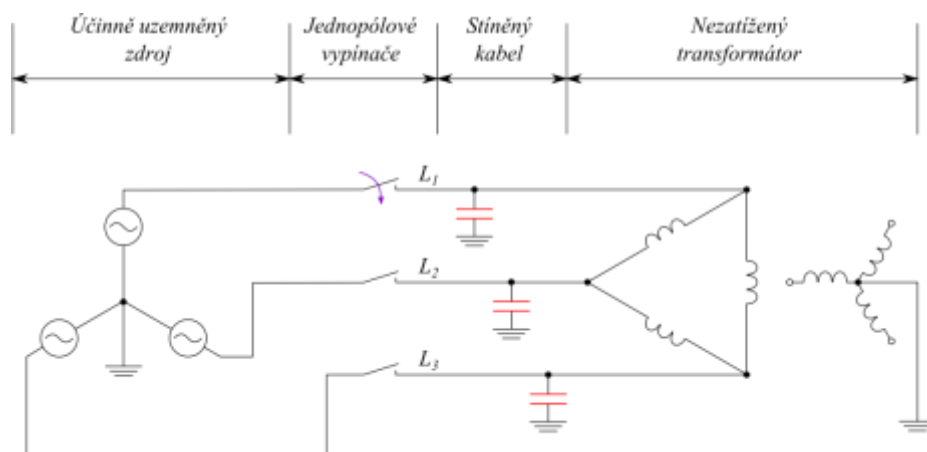 Účinně uzemněný
zdroj
Jednopólové
vypínače
Stíněný
kabel
Nezatížený
transformátor
L₁
L₂
L₃